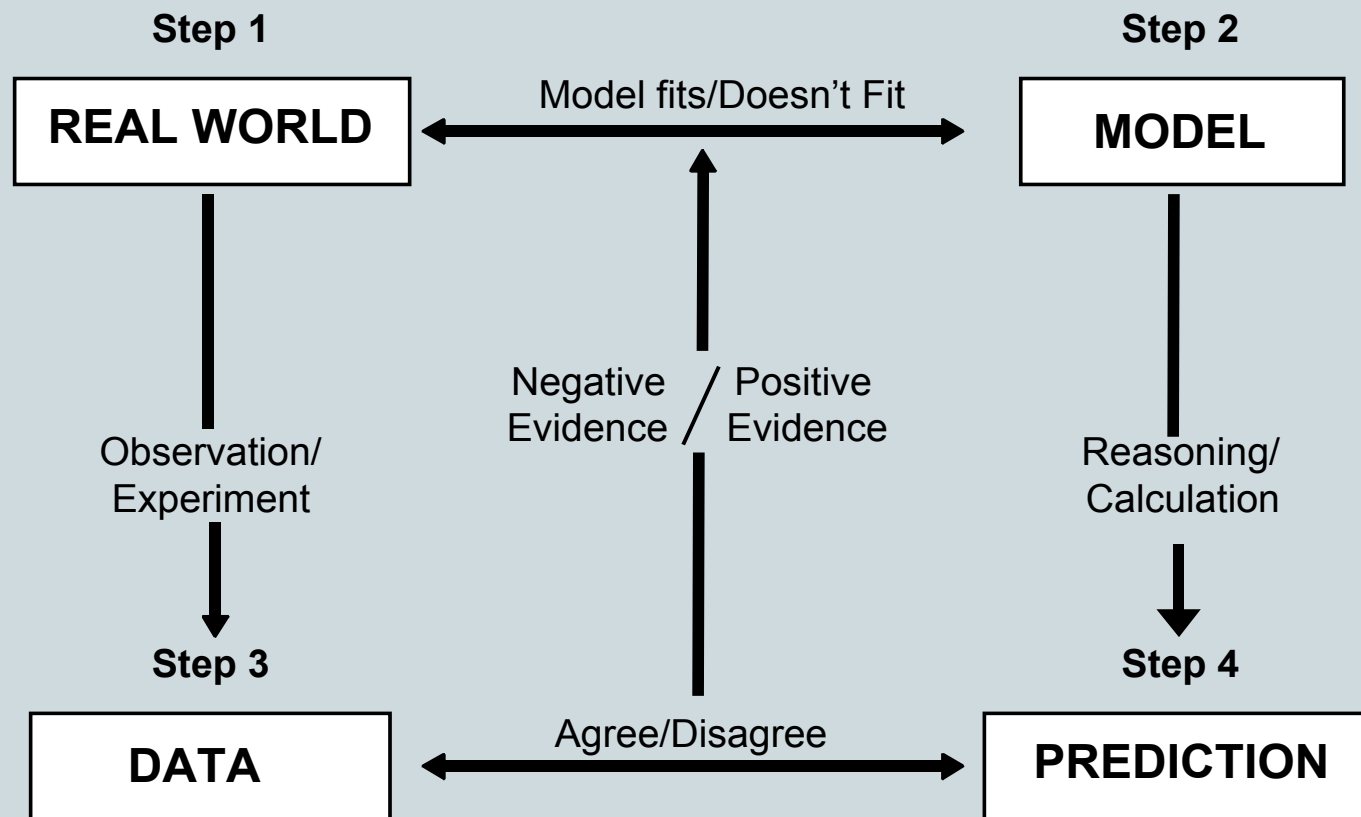 Step 1
Step 2
REAL WORLD
Model fits/Doesn't Fit
MODEL
Negative
Evidence
/
Positive
Evidence
Observation/
Experiment
Reasoning/
Calculation
Step 3
Step 4
DATA
Agree/Disagree
PREDICTION